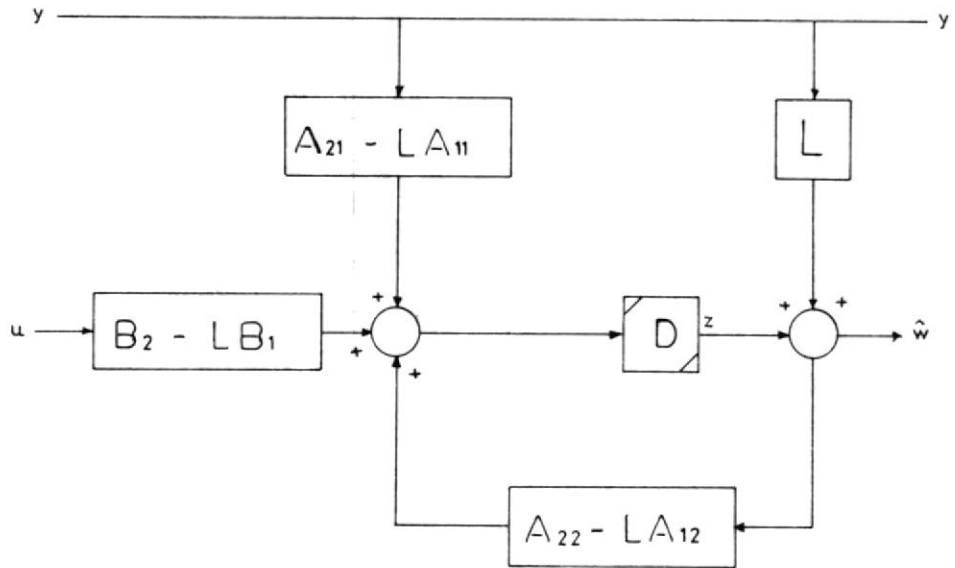 y y
A₂₁ - LA₁₁
L
+ + +
u B₂ - LB₁ D z ŵ
+ +
A₂₂ - LA₁₂